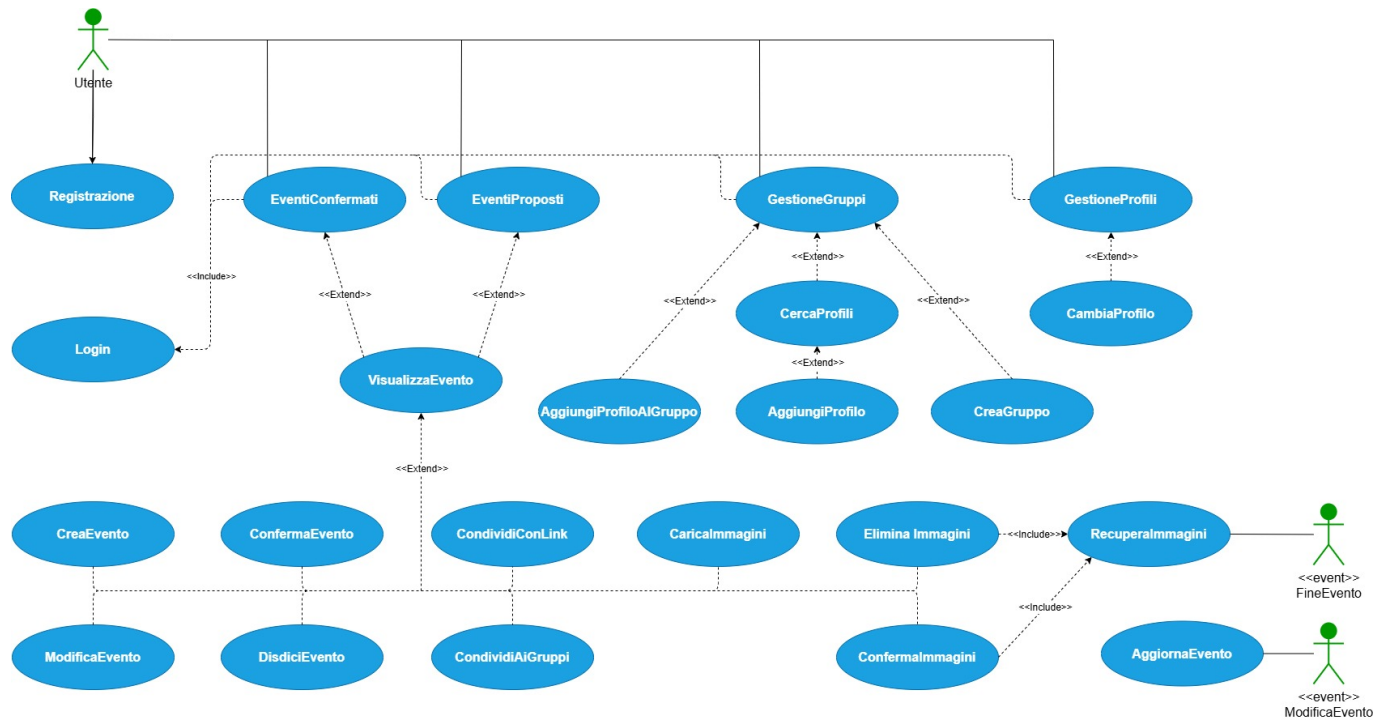 Utente
Registrazione
EventiConfermati
EventiProposti
GestioneGruppi
GestioneProfili
<<Include>>
<<Extend>>
<<Extend>>
<<Extend>>
<<Extend>>
<<Extend>>
<<Extend>>
Login
VisualizzaEvento
CercaProfili
CambiaProfilo
<<Extend>>
AggiungiProfiloAlGruppo
AggiungiProfilo
CreaGruppo
<<Extend>>
CreaEvento
ConfermaEvento
CondividiConLink
CaricaImmagini
Elimina Immagini
<<Include>>
RecuperaImmagini
<<event>>
FineEvento
<<Include>>
ModificaEvento
DisdiciEvento
CondividiAiGruppi
ConfermaImmagini
AggiornaEvento
<<event>>
ModificaEvento